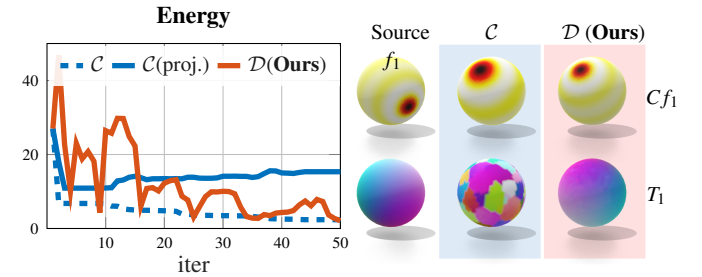 Energy
𝒞 𝒞(proj.) 𝒟(Ours)
40
20
0
10 20 30 40 50
iter
Source 𝒞 𝒟 (Ours)
f₁
Cf₁
T₁